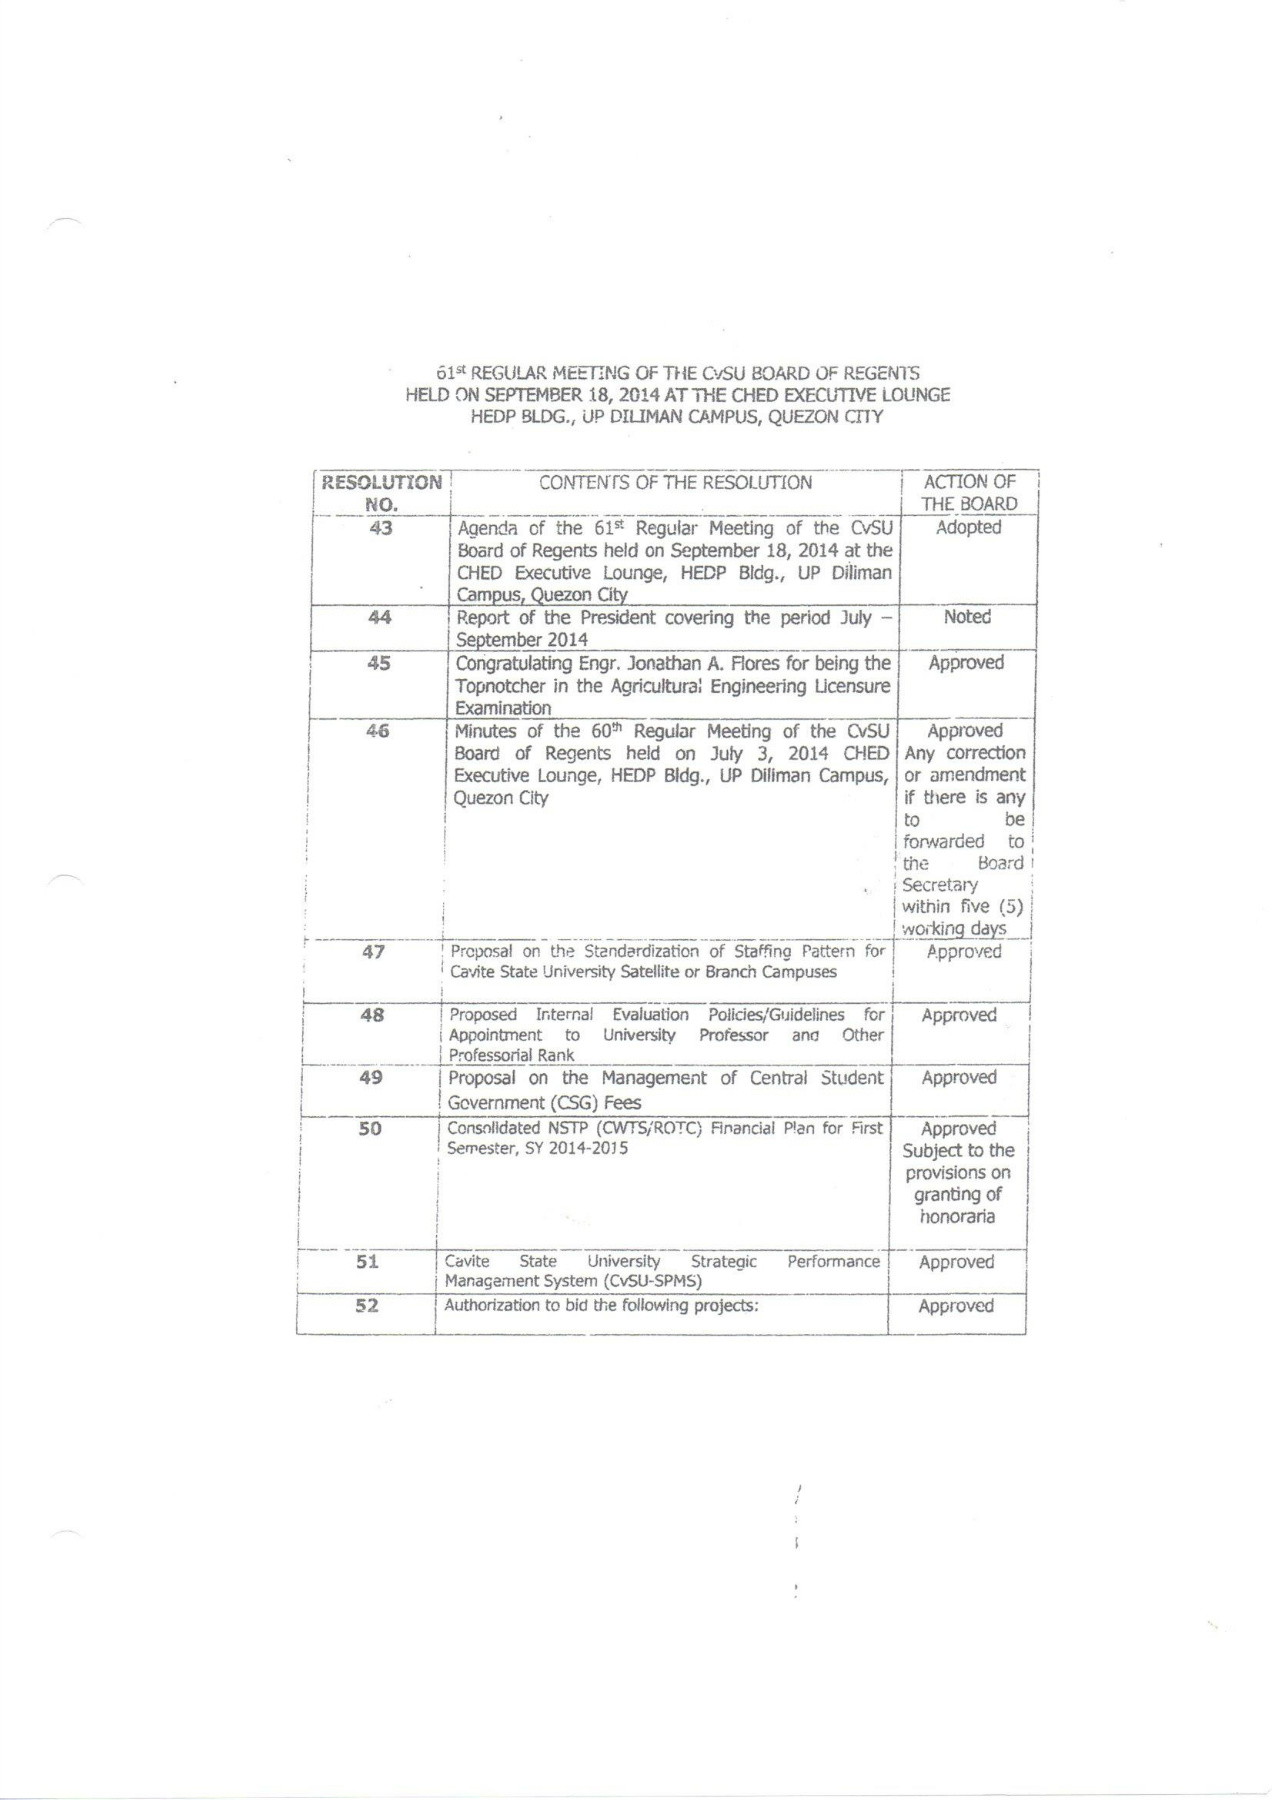 61st REGULAR MEETING OF THE CvSU BOARD OF REGENTS
HELD ON SEPTEMBER 18, 2014 AT THE CHED EXECUTIVE LOUNGE
HEDP BLDG., UP DILIMAN CAMPUS, QUEZON CITY
RESOLUTION NO.
CONTENTS OF THE RESOLUTION
ACTION OF
THE BOARD
43
Agenda of the 61st Regular Meeting of the CvSU
Board of Regents held on September 18, 2014 at the
CHED Executive Lounge, HEDP Bldg., UP Diliman
Campus, Quezon City
Adopted
44
Report of the President covering the period July –
September 2014
Noted
45
Congratulating Engr. Jonathan A. Flores for being the
Topnotcher in the Agricultural Engineering Licensure
Examination
Approved
46
Minutes of the 60th Regular Meeting of the CvSU
Board of Regents held on July 3, 2014 CHED
Executive Lounge, HEDP Bldg., UP Diliman Campus,
Quezon City
Approved
Any correction
or amendment
if there is any
to be
forwarded to
the Board
Secretary
within five (5)
working days
47
Proposal on the Standardization of Staffing Pattern for
Cavite State University Satellite or Branch Campuses
Approved
48
Proposed Internal Evaluation Policies/Guidelines for
Appointment to University Professor and Other
Professorial Rank
Approved
49
Proposal on the Management of Central Student
Government (CSG) Fees
Approved
50
Consolidated NSTP (CWTS/ROTC) Financial Plan for First
Semester, SY 2014-2015
Approved
Subject to the
provisions on
granting of
honoraria
51
Cavite State University Strategic Performance
Management System (CvSU-SPMS)
Approved
52
Authorization to bid the following projects:
Approved